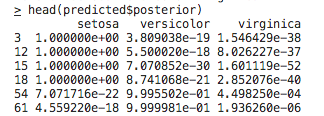 > head(predicted$posterior)
         setosa   versicolor    virginica
3  1.000000e+00 3.809038e-19 1.546429e-38
12 1.000000e+00 5.500020e-18 8.026227e-37
15 1.000000e+00 7.070852e-30 1.601119e-52
18 1.000000e+00 8.741068e-21 2.852076e-40
54 7.071716e-22 9.995502e-01 4.498250e-04
61 4.559220e-18 9.999981e-01 1.936260e-06